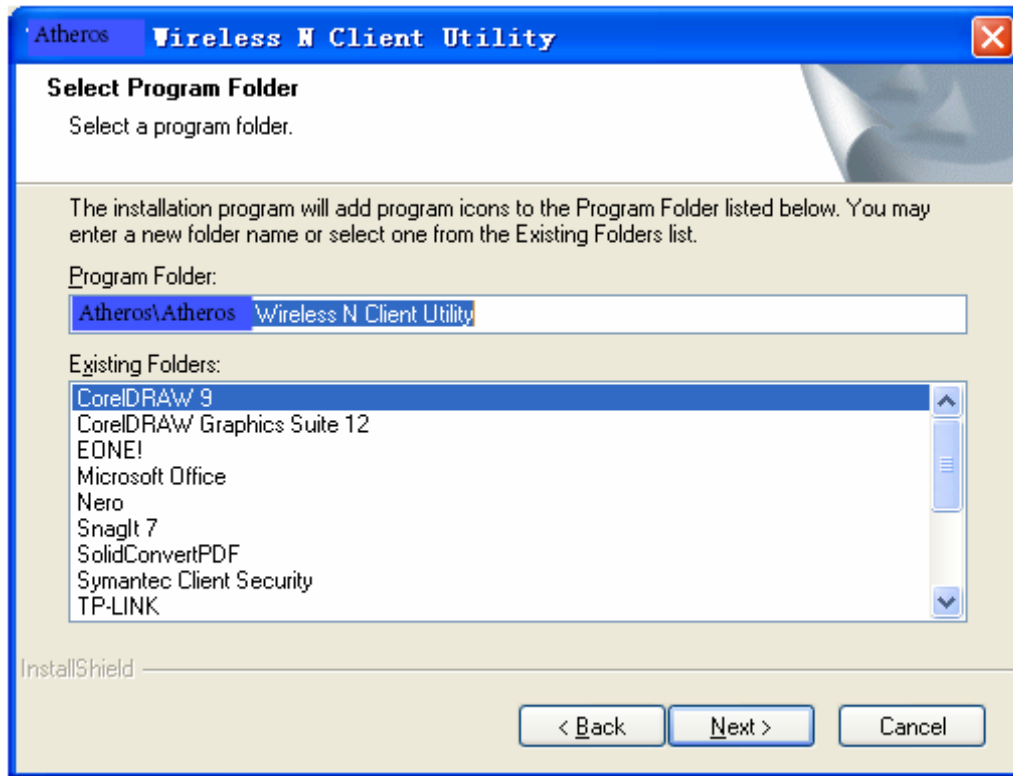 Atheros Wireless N Client Utility
Select Program Folder
Select a program folder.
The installation program will add program icons to the Program Folder listed below. You may
enter a new folder name or select one from the Existing Folders list.
Program Folder:
Atheros\Atheros Wireless N Client Utility
Existing Folders:
CorelDRAW 9
CorelDRAW Graphics Suite 12
EONE!
Microsoft Office
Nero
SnagIt 7
SolidConvertPDF
Symantec Client Security
TP-LINK
InstallShield
< Back Next > Cancel